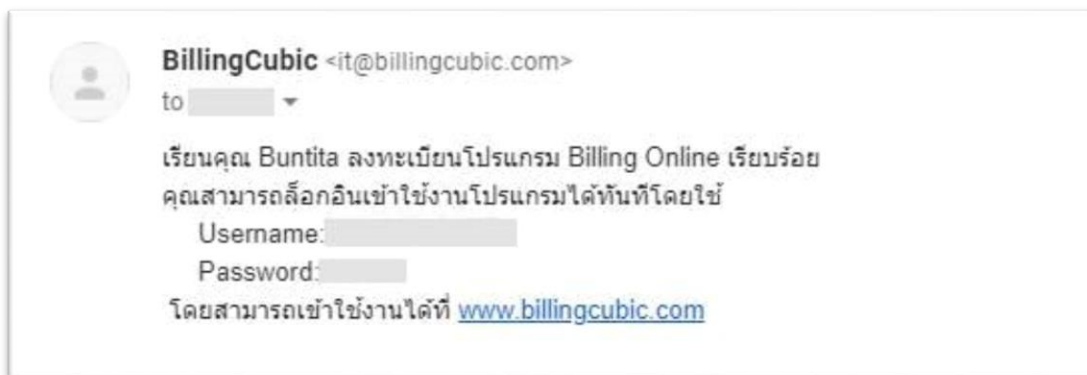 BillingCubic <it@billingcubic.com>
to
เรียนคุณ Buntita ลงทะเบียนโปรแกรม Billing Online เรียบร้อย
คุณสามารถล็อกอินเข้าใช้งานโปรแกรมได้ทันทีโดยใช้
Username:
Password:
โดยสามารถเข้าใช้งานได้ที่ www.billingcubic.com